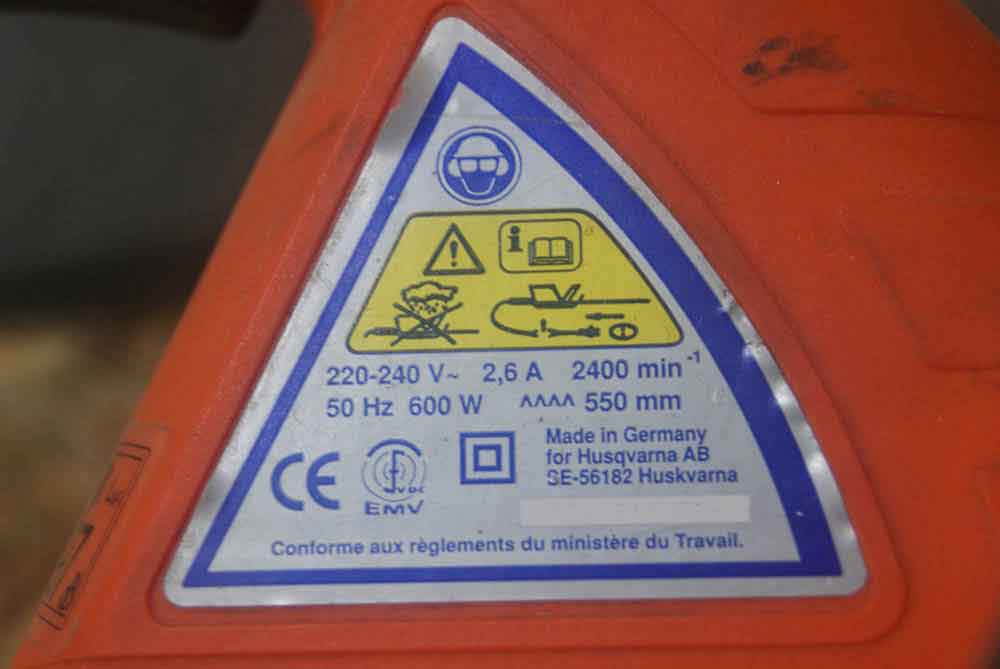 i
220-240 V~ 2,6 A 2400 min⁻¹
50 Hz 600 W ^^^^ 550 mm
Made in Germany
for Husqvarna AB
SE-56182 Huskvarna
CE
VDE
EMV
Conforme aux règlements du ministère du Travail.